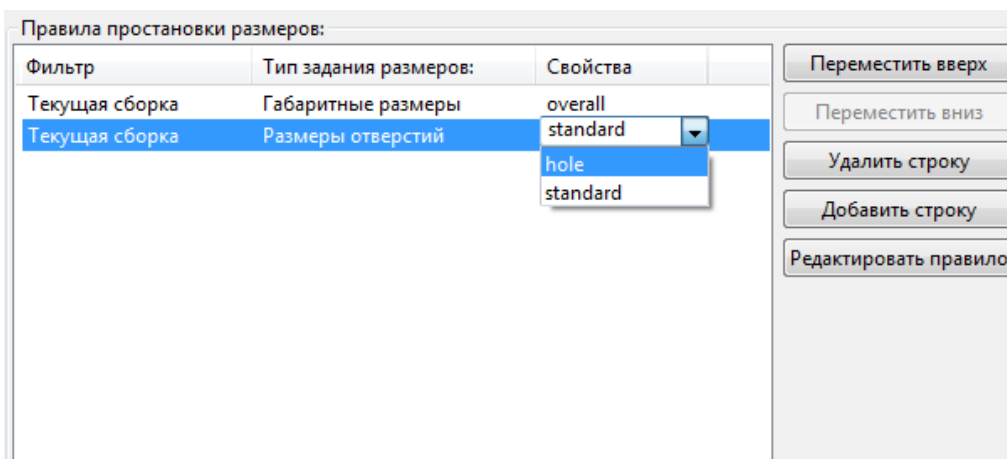 Правила простановки размеров:
Фильтр Тип задания размеров: Свойства
Текущая сборка Габаритные размеры overall
Текущая сборка Размеры отверстий standard
hole
standard
Переместить вверх
Переместить вниз
Удалить строку
Добавить строку
Редактировать правило